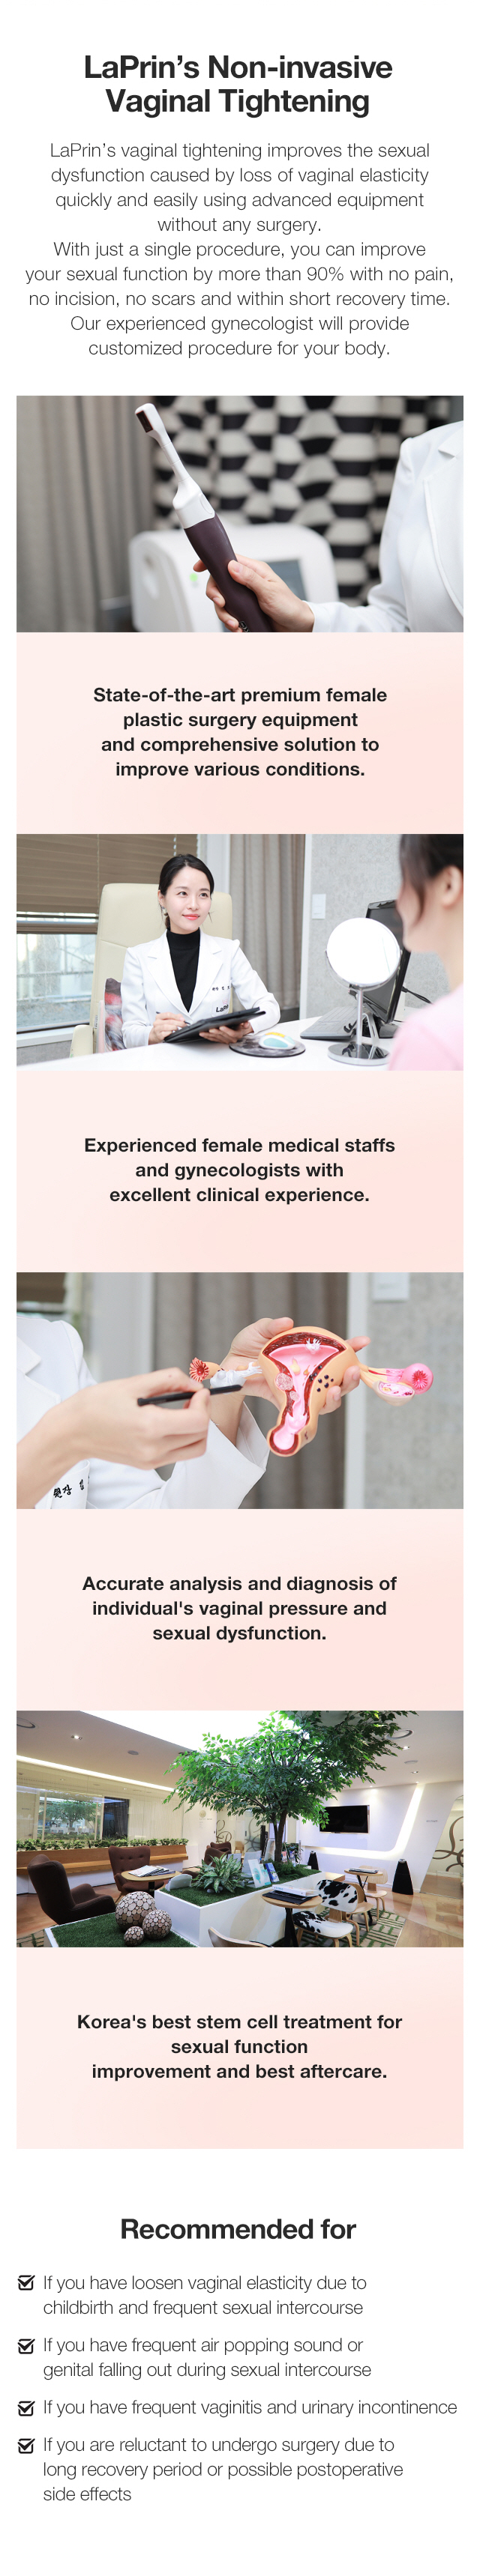 LaPrin’s Non-invasive
Vaginal Tightening
LaPrin’s vaginal tightening improves the sexual
dysfunction caused by loss of vaginal elasticity
quickly and easily using advanced equipment
without any surgery.
With just a single procedure, you can improve
your sexual function by more than 90% with no pain,
no incision, no scars and within short recovery time.
Our experienced gynecologist will provide
customized procedure for your body.
State-of-the-art premium female
plastic surgery equipment
and comprehensive solution to
improve various conditions.
Experienced female medical staffs
and gynecologists with
excellent clinical experience.
Accurate analysis and diagnosis of
individual's vaginal pressure and
sexual dysfunction.
Korea's best stem cell treatment for
sexual function
improvement and best aftercare.
Recommended for
If you have loosen vaginal elasticity due to
childbirth and frequent sexual intercourse
If you have frequent air popping sound or
genital falling out during sexual intercourse
If you have frequent vaginitis and urinary incontinence
If you are reluctant to undergo surgery due to
long recovery period or possible postoperative
side effects